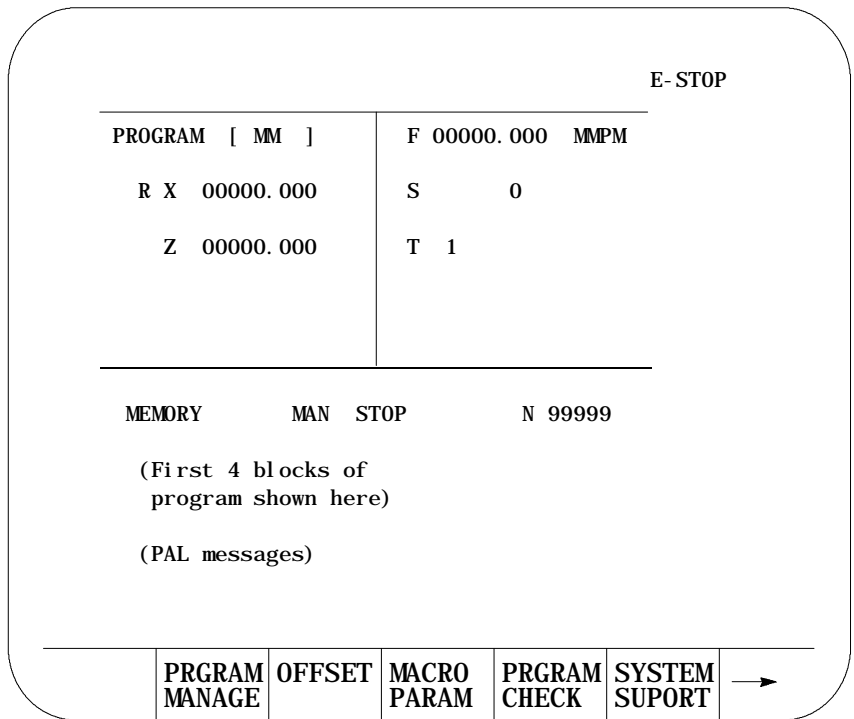 E-STOP
PROGRAM [ MM ] F 00000.000 MMPM
R X 00000.000 S 0
Z 00000.000 T 1
MEMORY MAN STOP N 99999
(First 4 blocks of
program shown here)
(PAL messages)
PRGRAM OFFSET MACRO PRGRAM SYSTEM
MANAGE PARAM CHECK SUPORT